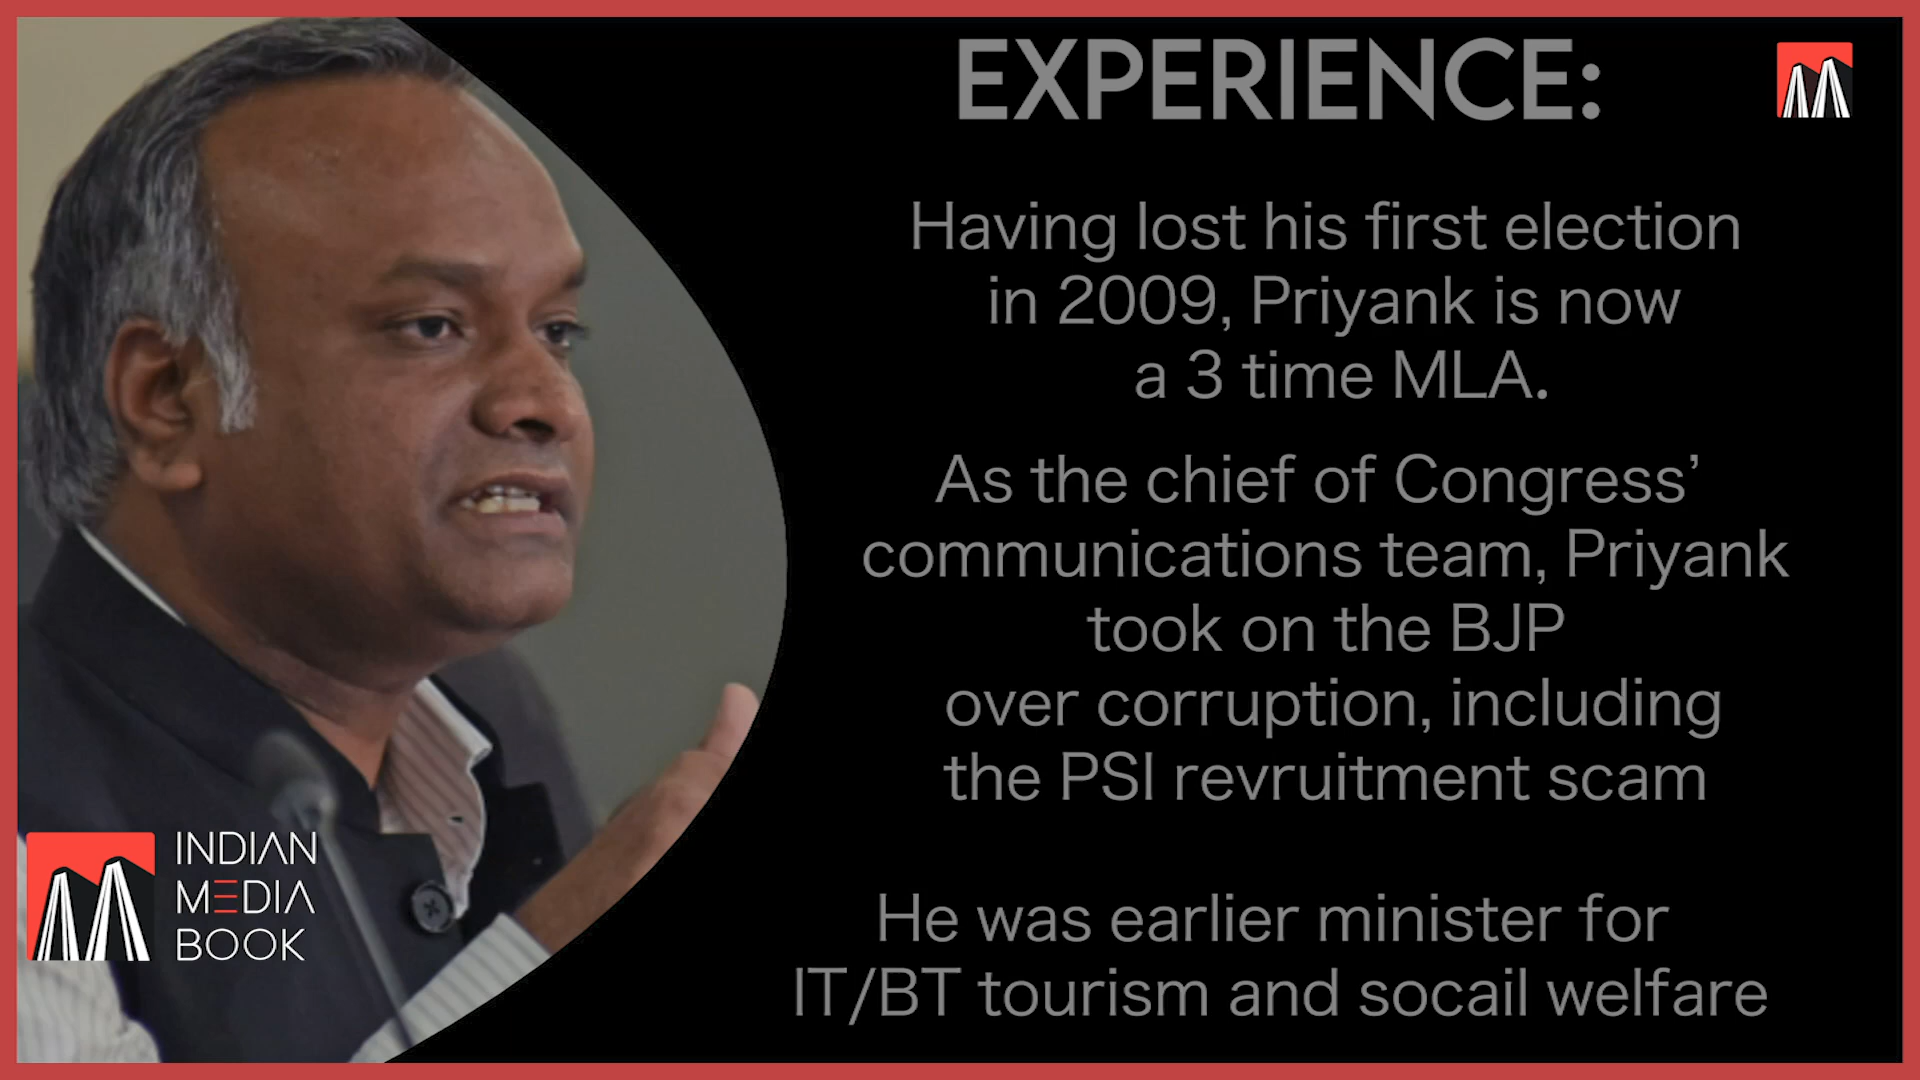 EXPERIENCE:
Having lost his first election
in 2009, Priyank is now
a 3 time MLA.
As the chief of Congress’
communications team, Priyank
took on the BJP
over corruption, including
the PSI revruitment scam
He was earlier minister for
IT/BT tourism and socail welfare
INDIAN
MEDIA
BOOK